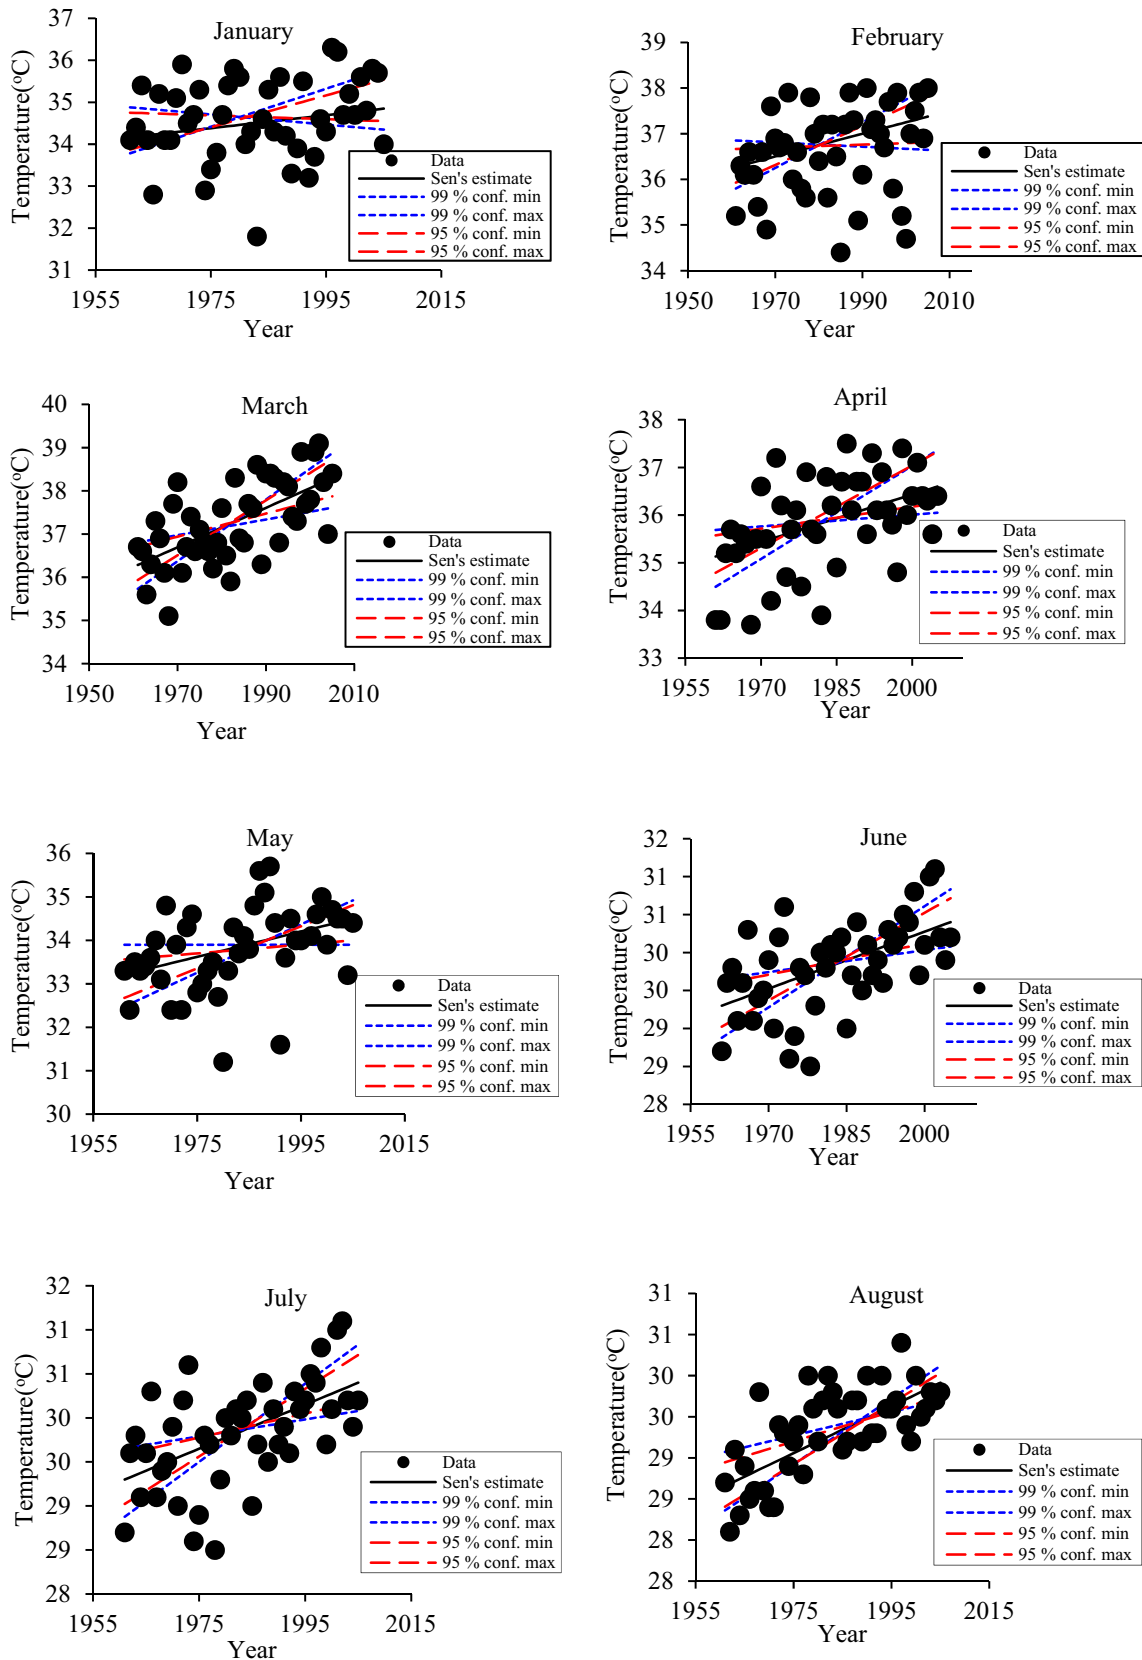 January
Temperature(°C)
37
36
35
34
33
32
31
1955 1975 1995 2015
Year
Data
Sen's estimate
99 % conf. min
99 % conf. max
95 % conf. min
95 % conf. max
February
Temperature(°C)
39
38
37
36
35
34
1950 1970 1990 2010
Year
Data
Sen's estimate
99 % conf. min
99 % conf. max
95 % conf. min
95 % conf. max
March
Temperature(°C)
40
39
38
37
36
35
34
1950 1970 1990 2010
Year
Data
Sen's estimate
99 % conf. min
99 % conf. max
95 % conf. min
95 % conf. max
April
Temperature(°C)
38
37
36
35
34
33
1955 1970 1985 2000
Year
Data
Sen's estimate
99 % conf. min
99 % conf. max
95 % conf. min
95 % conf. max
May
Temperature(°C)
36
35
34
33
32
31
30
1955 1975 1995 2015
Year
Data
Sen's estimate
99 % conf. min
99 % conf. max
95 % conf. min
95 % conf. max
June
Temperature(°C)
32
31
31
30
30
29
29
28
1955 1970 1985 2000
Year
Data
Sen's estimate
99 % conf. min
99 % conf. max
95 % conf. min
95 % conf. max
July
Temperature(°C)
32
31
31
30
30
29
29
28
1955 1975 1995 2015
Year
Data
Sen's estimate
99 % conf. min
99 % conf. max
95 % conf. min
95 % conf. max
August
Temperature(°C)
31
31
30
30
29
29
28
28
1955 1975 1995 2015
Year
Data
Sen's estimate
99 % conf. min
99 % conf. max
95 % conf. min
95 % conf. max